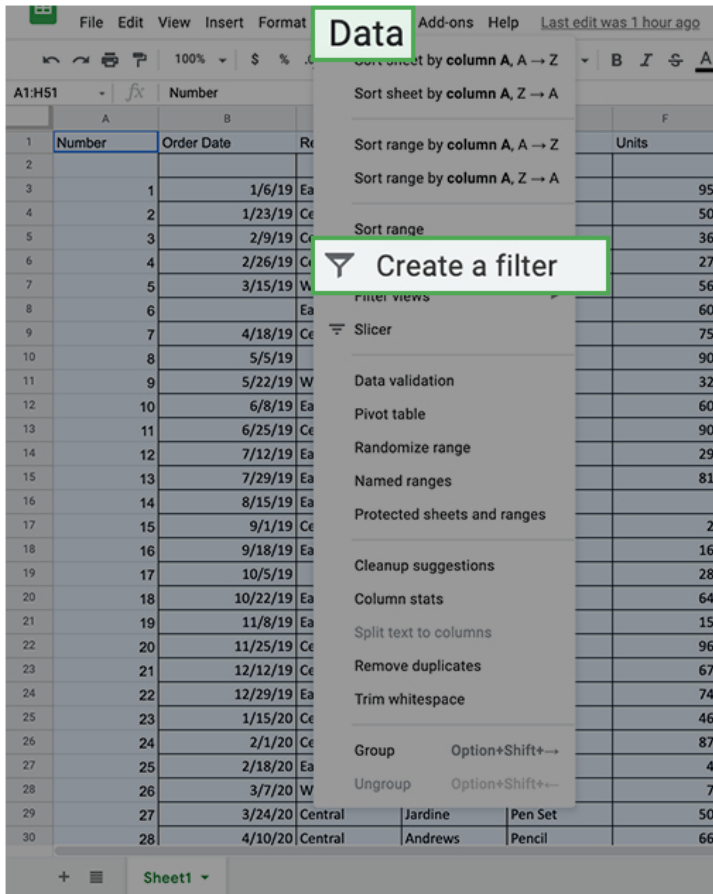 File Edit View Insert Format Data Add-ons Help Last edit was 1 hour ago
100% $ % .0 B I S A
A1:H51 fx Number
A B F
1 Number Order Date Re Units
2
3 1 1/6/19 Ea 95
4 2 1/23/19 Ce 50
5 3 2/9/19 Ce 36
6 4 2/26/19 Ce 27
7 5 3/15/19 W 56
8 6 Ea 60
9 7 4/18/19 Ce 75
10 8 5/5/19 90
11 9 5/22/19 W 32
12 10 6/8/19 Ea 60
13 11 6/25/19 Ce 90
14 12 7/12/19 Ea 29
15 13 7/29/19 Ea 81
16 14 8/15/19 Ea
17 15 9/1/19 Ce 2
18 16 9/18/19 Ea 16
19 17 10/5/19 28
20 18 10/22/19 Ea 64
21 19 11/8/19 Ea 15
22 20 11/25/19 Ce 96
23 21 12/12/19 Ce 67
24 22 12/29/19 Ea 74
25 23 1/15/20 Ce 46
26 24 2/1/20 Ce 87
27 25 2/18/20 Ea 4
28 26 3/7/20 W 7
29 27 3/24/20 Central Jardine Pen Set 50
30 28 4/10/20 Central Andrews Pencil 66
Sort sheet by column A, A → Z
Sort sheet by column A, Z → A
Sort range by column A, A → Z
Sort range by column A, Z → A
Sort range
Create a filter
Filter views
Slicer
Data validation
Pivot table
Randomize range
Named ranges
Protected sheets and ranges
Cleanup suggestions
Column stats
Split text to columns
Remove duplicates
Trim whitespace
Group Option+Shift+→
Ungroup Option+Shift+←
+ Sheet1